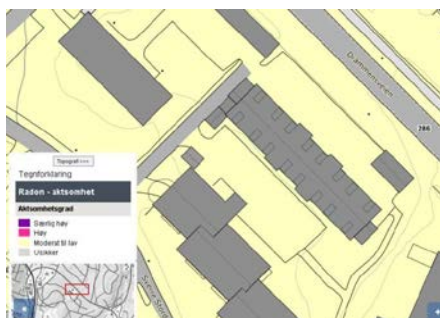 Drammensveien
286
Topografi >>>
Tegnforklaring
Radon - aktsomhet
Aktsomhetsgrad
Særlig høy
Høy
Moderat til lav
Usikker